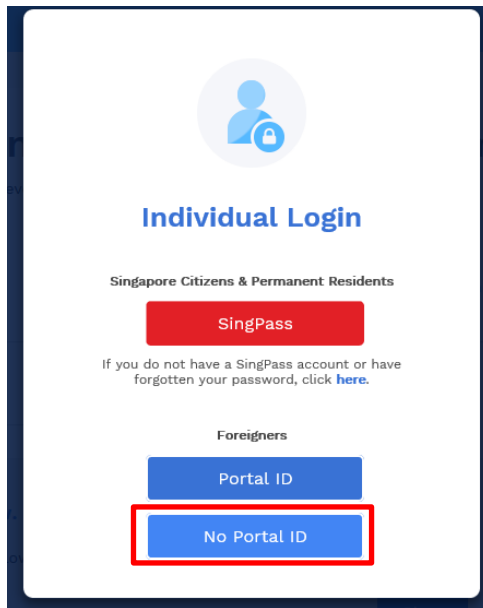 Individual Login
Singapore Citizens & Permanent Residents
SingPass
If you do not have a SingPass account or have
forgotten your password, click here.
Foreigners
Portal ID
No Portal ID